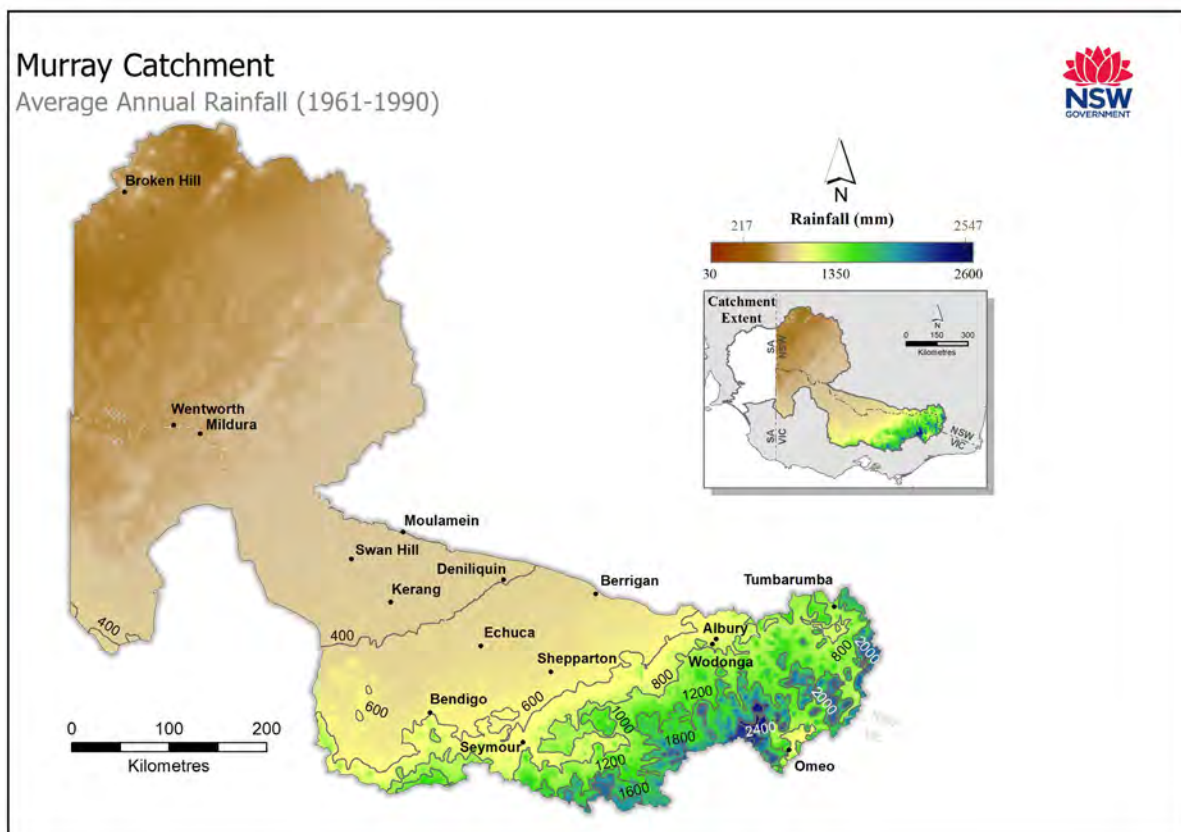 Murray Catchment
Average Annual Rainfall (1961-1990)
NSW
GOVERNMENT
Broken Hill
N
Rainfall (mm)
217
2547
30
1350
2600
Catchment
Extent
N
0 150 300
Kilometres
SA
NSW
SA
VIC
NSW
VIC
Wentworth
Mildura
Moulamein
Swan Hill
Deniliquin
Kerang
Berrigan
Tumbarumba
400
400
Echuca
Albury
Wodonga
800
2000
Shepparton
800
600
600
1200
2000
Bendigo
1000
Seymour
1800
2400
1200
Omeo
1600
0 50 100 200
Kilometres